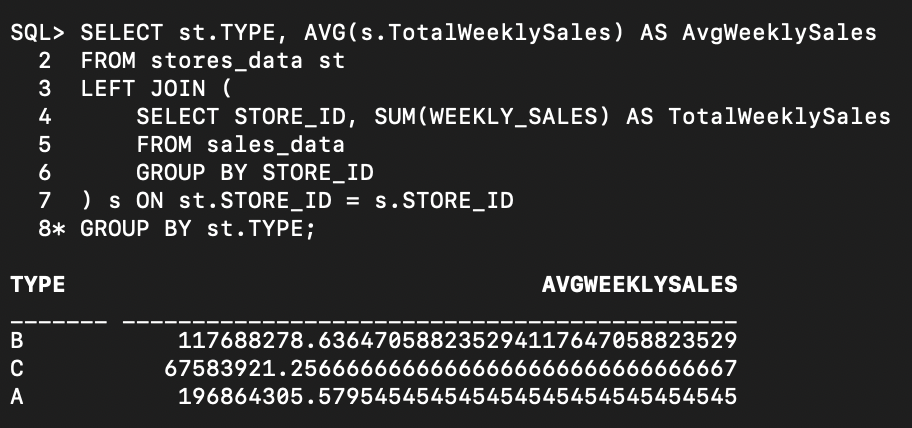 SQL> SELECT st.TYPE, AVG(s.TotalWeeklySales) AS AvgWeeklySales
  2  FROM stores_data st
  3  LEFT JOIN (
  4      SELECT STORE_ID, SUM(WEEKLY_SALES) AS TotalWeeklySales
  5      FROM sales_data
  6      GROUP BY STORE_ID
  7  ) s ON st.STORE_ID = s.STORE_ID
  8* GROUP BY st.TYPE;
TYPE                                   AVGWEEKLYSALES
_______ _____________________________________________
B           117688278.636470588235294117647058823529
C          67583921.2566666666666666666666666666667
A           196864305.579545454545454545454545454545